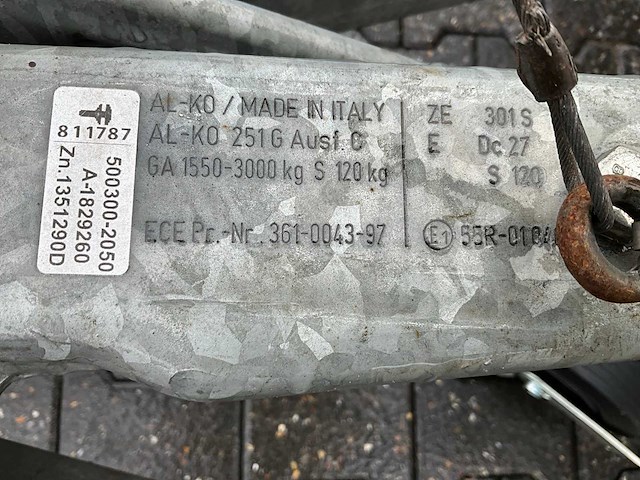 811787
500300-2050
A-1829260
Zn.1351290D
AL-KO / MADE IN ITALY
AL-KO 251G Ausf.C
GA 1550-3000 kg S 120 kg
ECE Pr.-Nr. 361-0043-97
ZE 301 S
E Dc. 27
S 120
E1 55R-01